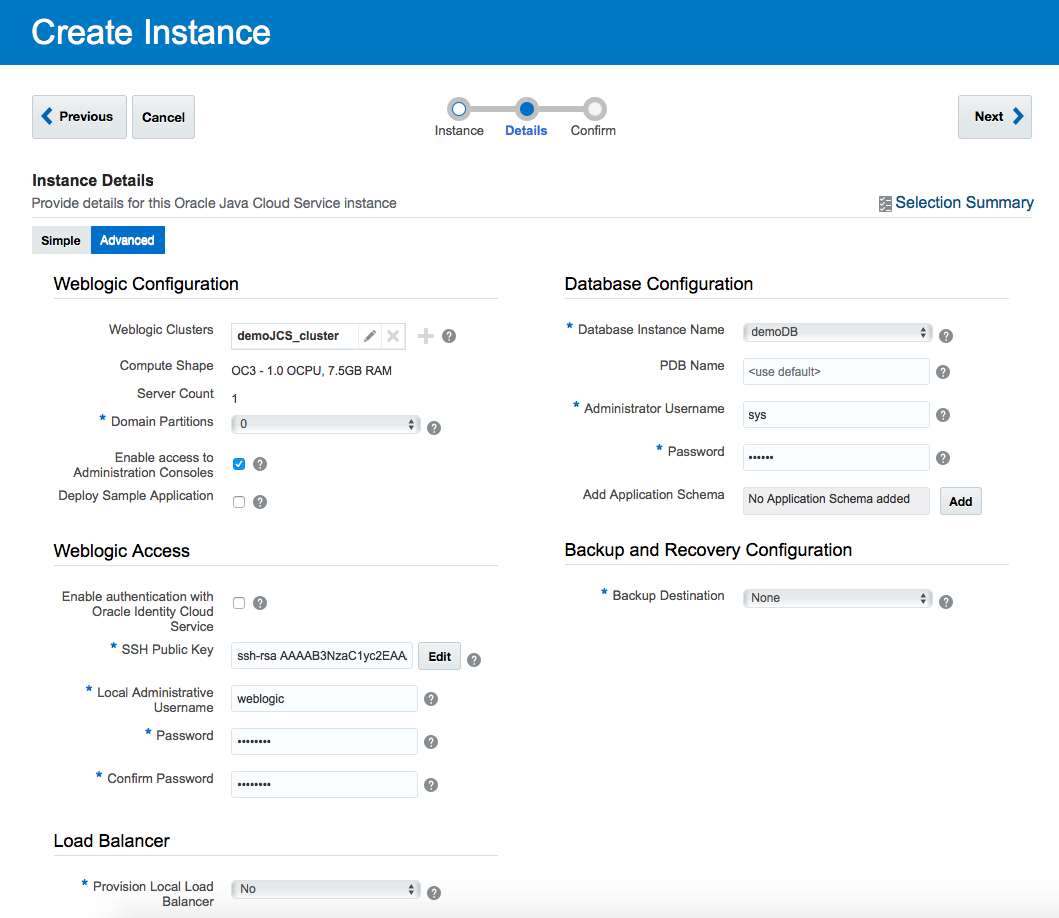 Create Instance
Previous
Cancel
Instance
Details
Confirm
Next
Instance Details
Provide details for this Oracle Java Cloud Service instance
Selection Summary
Simple
Advanced
Weblogic Configuration
Weblogic Clusters
demoJCS_cluster
?
Compute Shape
OC3 - 1.0 OCPU, 7.5GB RAM
Server Count
1
* Domain Partitions
0
?
Enable access to
Administration Consoles
?
Deploy Sample Application
?
Weblogic Access
Enable authentication with
Oracle Identity Cloud
Service
?
* SSH Public Key
ssh-rsa AAAAB3NzaC1yc2EAA
Edit
?
* Local Administrative
Username
weblogic
?
* Password
••••••••
?
* Confirm Password
••••••••
?
Load Balancer
* Provision Local Load
Balancer
No
?
Database Configuration
* Database Instance Name
demoDB
?
PDB Name
<use default>
?
* Administrator Username
sys
?
* Password
••••••
?
Add Application Schema
No Application Schema added
Add
Backup and Recovery Configuration
* Backup Destination
None
?